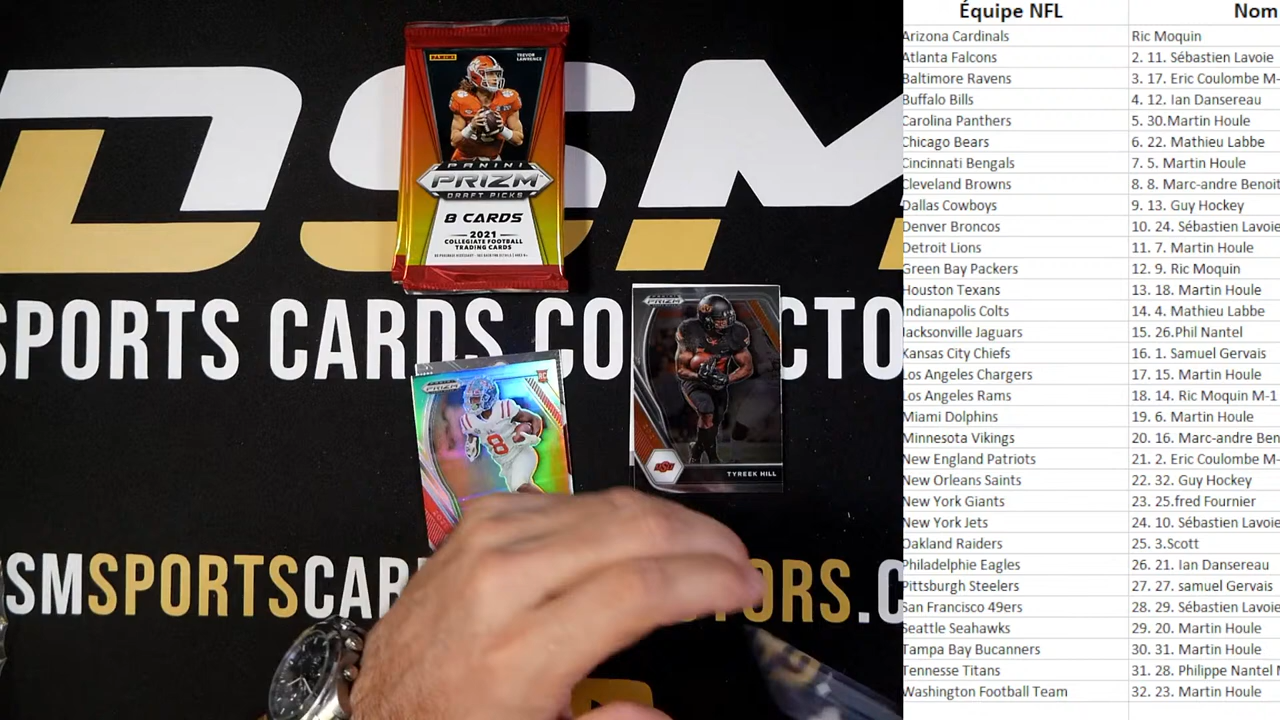 PANINI
TREVOR
LAWRENCE
PANINI
PRIZM
DRAFT PICKS
8 CARDS
2021
COLLEGIATE FOOTBALL
TRADING CARDS
DSM
SPORTS CARDS CO CTO
PRIZM
8
PRIZM
TYREEK HILL
SMSPORTSCAR TORS.C
Équipe NFL Nom
Arizona Cardinals Ric Moquin
Atlanta Falcons 2. 11. Sébastien Lavoie
Baltimore Ravens 3. 17. Eric Coulombe M-
Buffalo Bills 4. 12. Ian Dansereau
Carolina Panthers 5. 30.Martin Houle
Chicago Bears 6. 22. Mathieu Labbe
Cincinnati Bengals 7. 5. Martin Houle
Cleveland Browns 8. 8. Marc-andre Benoit
Dallas Cowboys 9. 13. Guy Hockey
Denver Broncos 10. 24. Sébastien Lavoie
Detroit Lions 11. 7. Martin Houle
Green Bay Packers 12. 9. Ric Moquin
Houston Texans 13. 18. Martin Houle
Indianapolis Colts 14. 4. Mathieu Labbe
Jacksonville Jaguars 15. 26.Phil Nantel
Kansas City Chiefs 16. 1. Samuel Gervais
Los Angeles Chargers 17. 15. Martin Houle
Los Angeles Rams 18. 14. Ric Moquin M-1
Miami Dolphins 19. 6. Martin Houle
Minnesota Vikings 20. 16. Marc-andre Ben
New England Patriots 21. 2. Eric Coulombe M-
New Orleans Saints 22. 32. Guy Hockey
New York Giants 23. 25.fred Fournier
New York Jets 24. 10. Sébastien Lavoie
Oakland Raiders 25. 3.Scott
Philadelphie Eagles 26. 21. Ian Dansereau
Pittsburgh Steelers 27. 27. samuel Gervais
San Francisco 49ers 28. 29. Sébastien Lavoie
Seattle Seahawks 29. 20. Martin Houle
Tampa Bay Bucanners 30. 31. Martin Houle
Tennesse Titans 31. 28. Philippe Nantel M
Washington Football Team 32. 23. Martin Houle